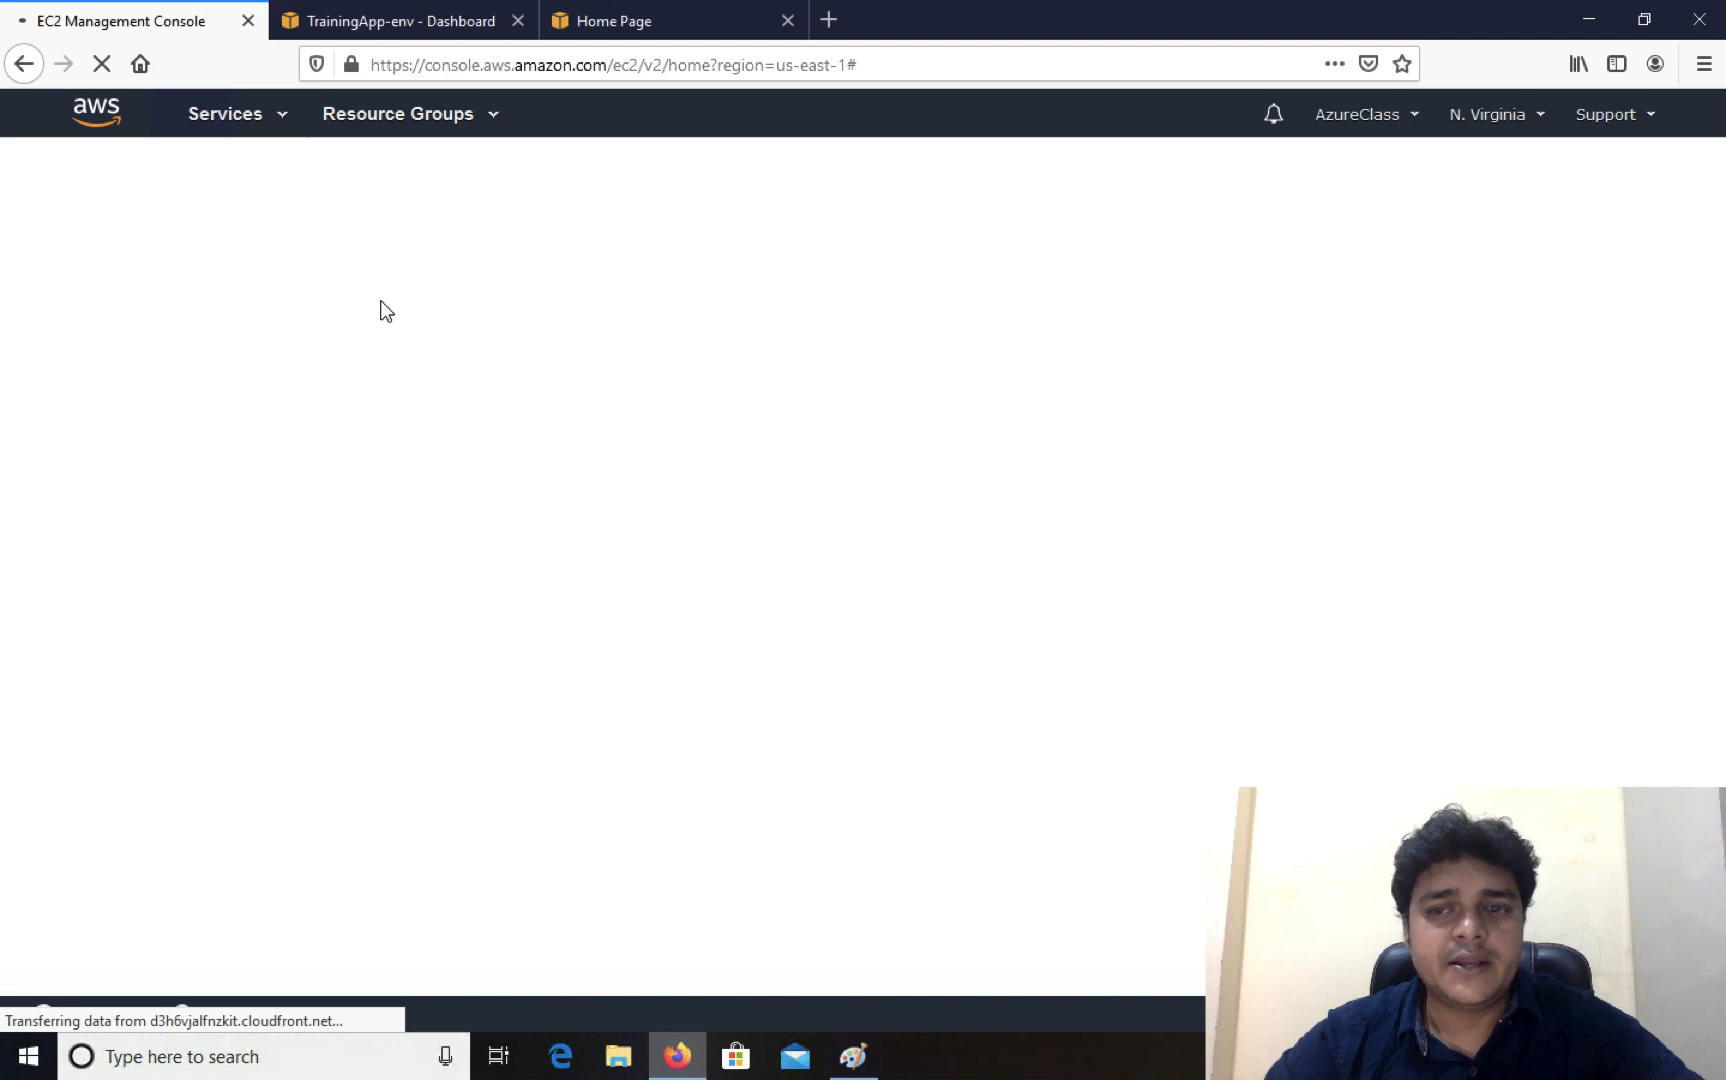 EC2 Management Console
TrainingApp-env - Dashboard
Home Page
https://console.aws.amazon.com/ec2/v2/home?region=us-east-1#
aws
Services
Resource Groups
AzureClass
N. Virginia
Support
Transferring data from d3h6vjalfnzkit.cloudfront.net...
Type here to search